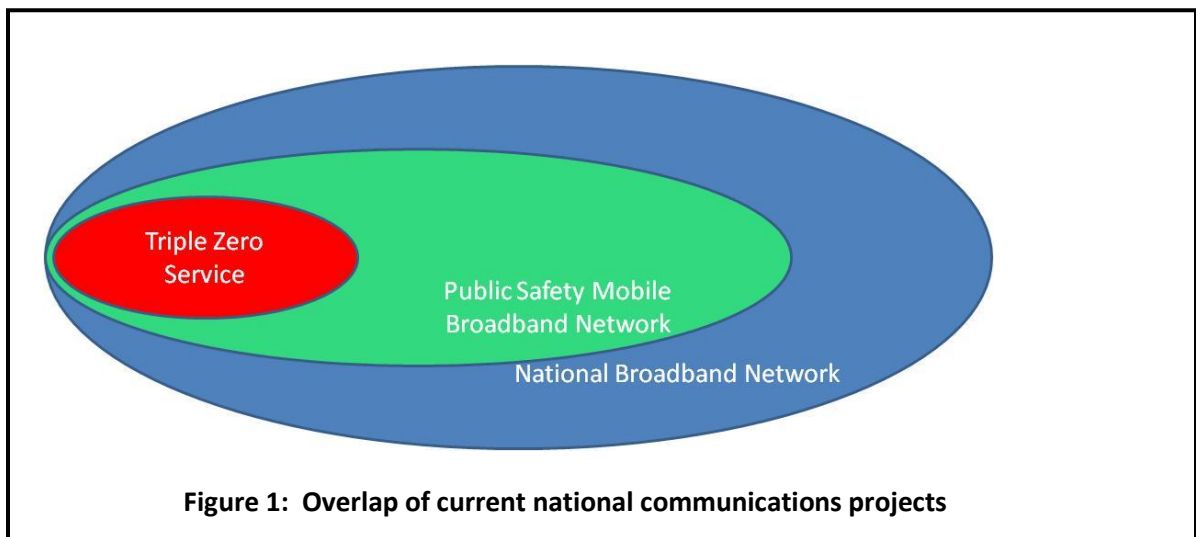 Triple Zero
Service
Public Safety Mobile
Broadband Network
National Broadband Network
Figure 1:  Overlap of current national communications projects